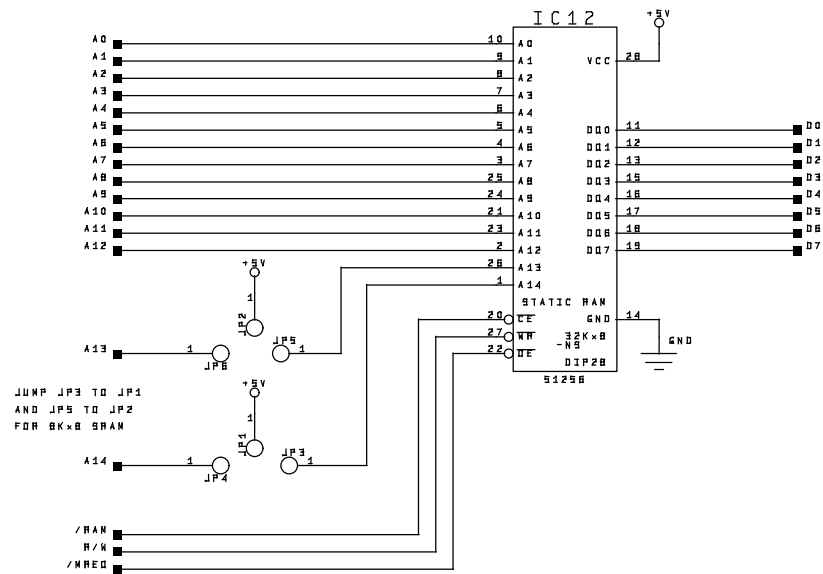 IC12
+5V
A0 10 A0
A1 9 A1 VCC 28
A2 8 A2
A3 7 A3
A4 6 A4
A5 5 A5 DQ0 11 D0
A6 4 A6 DQ1 12 D1
A7 3 A7 DQ2 13 D2
A8 25 A8 DQ3 15 D3
A9 24 A9 DQ4 16 D4
A10 21 A10 DQ5 17 D5
A11 23 A11 DQ6 18 D6
A12 2 A12 DQ7 19 D7
+5V 26 A13
1 A14
1
STATIC RAM
JP2 20 CE GND 14
27 WR 32Kx8
JP5 -NS GND
A13 1 1 22 OE
JP6 DIP28
51256
+5V
JUMP JP3 TO JP1
AND JP5 TO JP2
1
FOR 8Kx8 SRAM
JP1
JP3
A14 1 1
JP4
/RAM
R/W
/MREQ